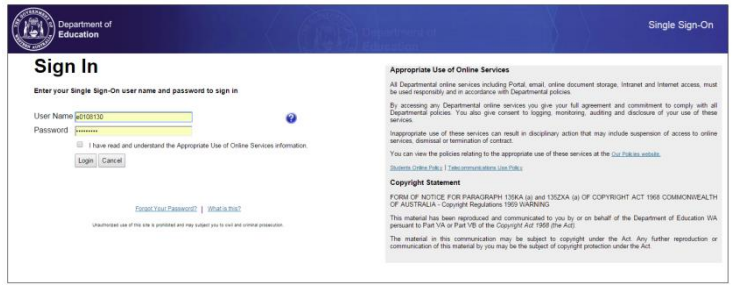 Department of
Education
Single Sign-On
Sign In
Enter your Single Sign-On user name and password to sign in
User Name e0108130
Password •••••••••
I have read and understand the Appropriate Use of Online Services information.
Login Cancel
Forgot Your Password? | What is this?
Unauthorized use of this site is prohibited and may subject you to civil and criminal prosecution.
Appropriate Use of Online Services
All Departmental online services including Portal, email, online document storage, Intranet and Internet access, must
be used responsibly and in accordance with Departmental policies.
By accessing any Departmental online services you give your full agreement and commitment to comply with all
Departmental policies. You also give consent to logging, monitoring, auditing and disclosure of your use of these
services.
Inappropriate use of these services can result in disciplinary action that may include suspension of access to online
services, dismissal or termination of contract.
You can view the policies relating to the appropriate use of these services at the Our Policies website.
Students Online Policy | Telecommunications Use Policy
Copyright Statement
FORM OF NOTICE FOR PARAGRAPH 135KA (a) and 135ZXA (a) OF COPYRIGHT ACT 1968 COMMONWEALTH
OF AUSTRALIA - Copyright Regulations 1969 WARNING
This material has been reproduced and communicated to you by or on behalf of the Department of Education WA
persuant to Part VA or Part VB of the Copyright Act 1968 (the Act).
The material in this communication may be subject to copyright under the Act. Any further reproduction or
communication of this material by you may be the subject of copyright protection under the Act.